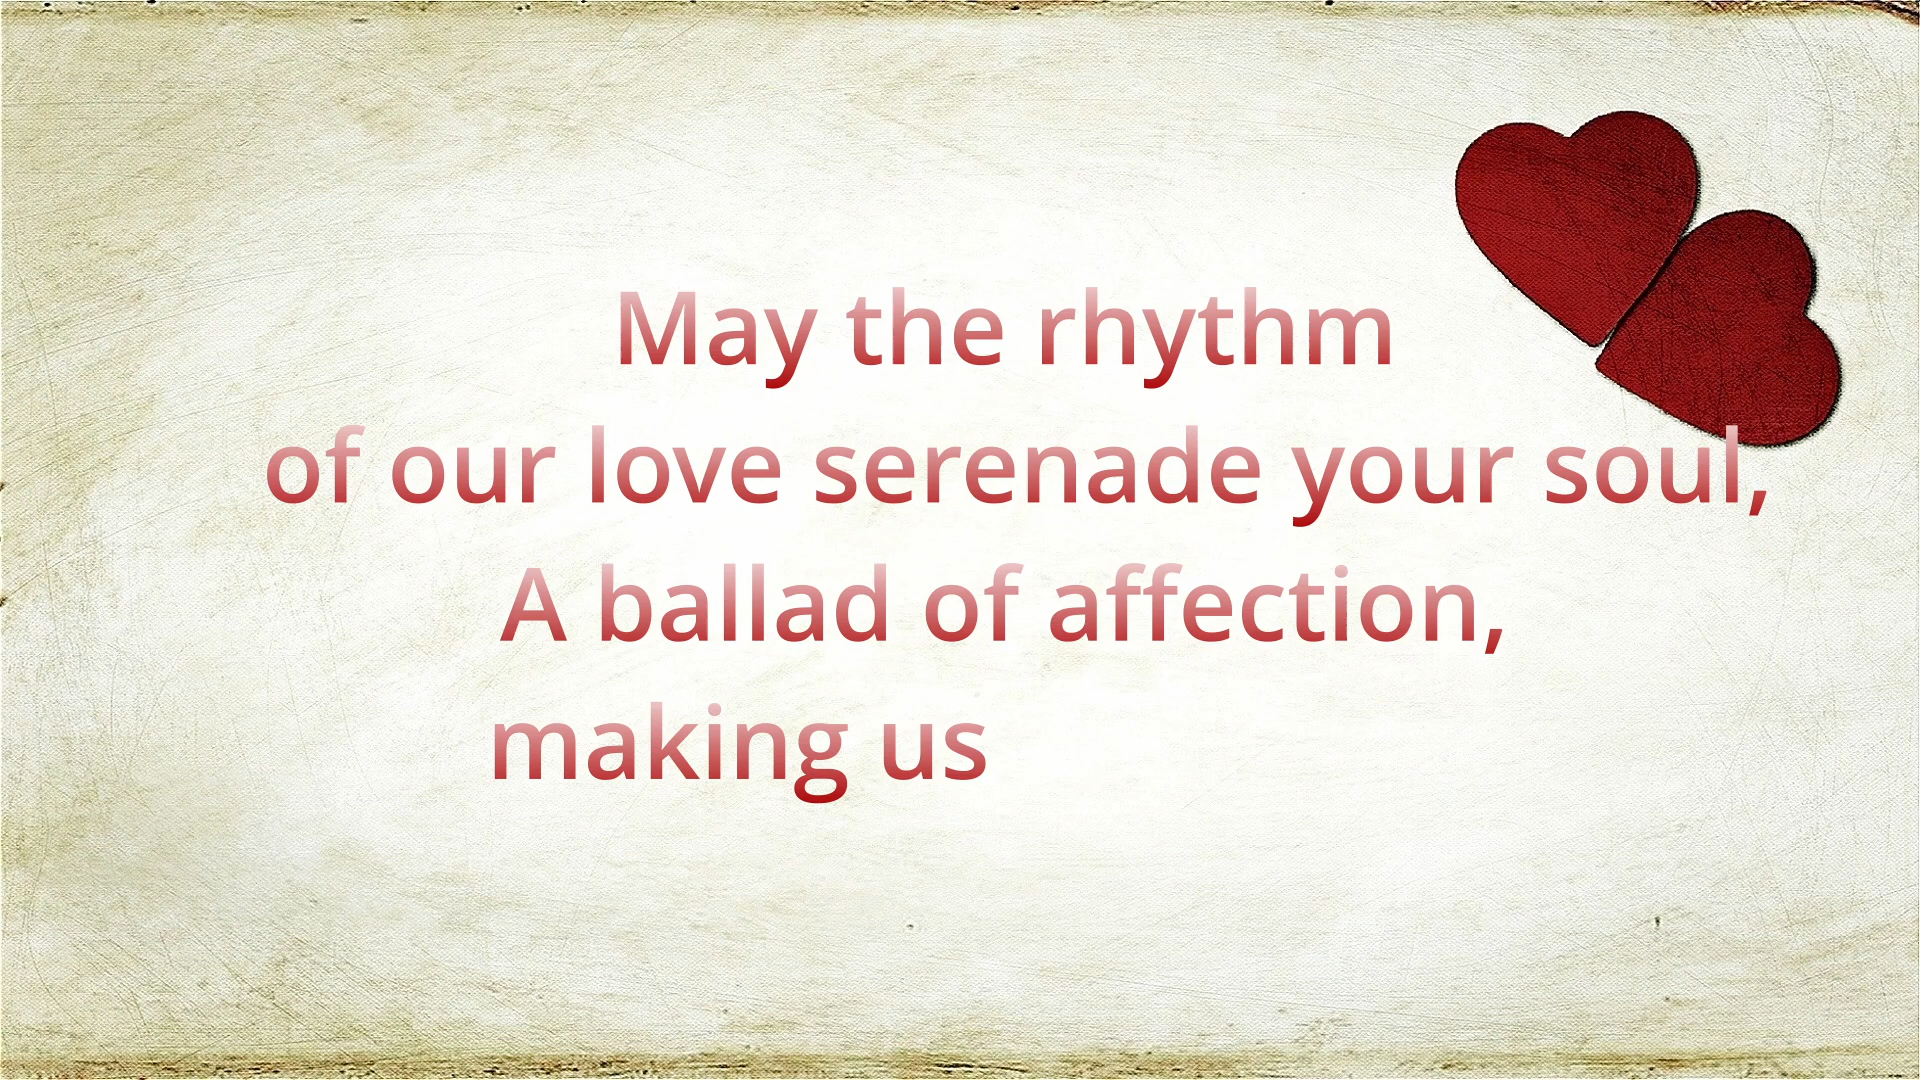 May the rhythm
of our love serenade your soul,
A ballad of affection,
making us